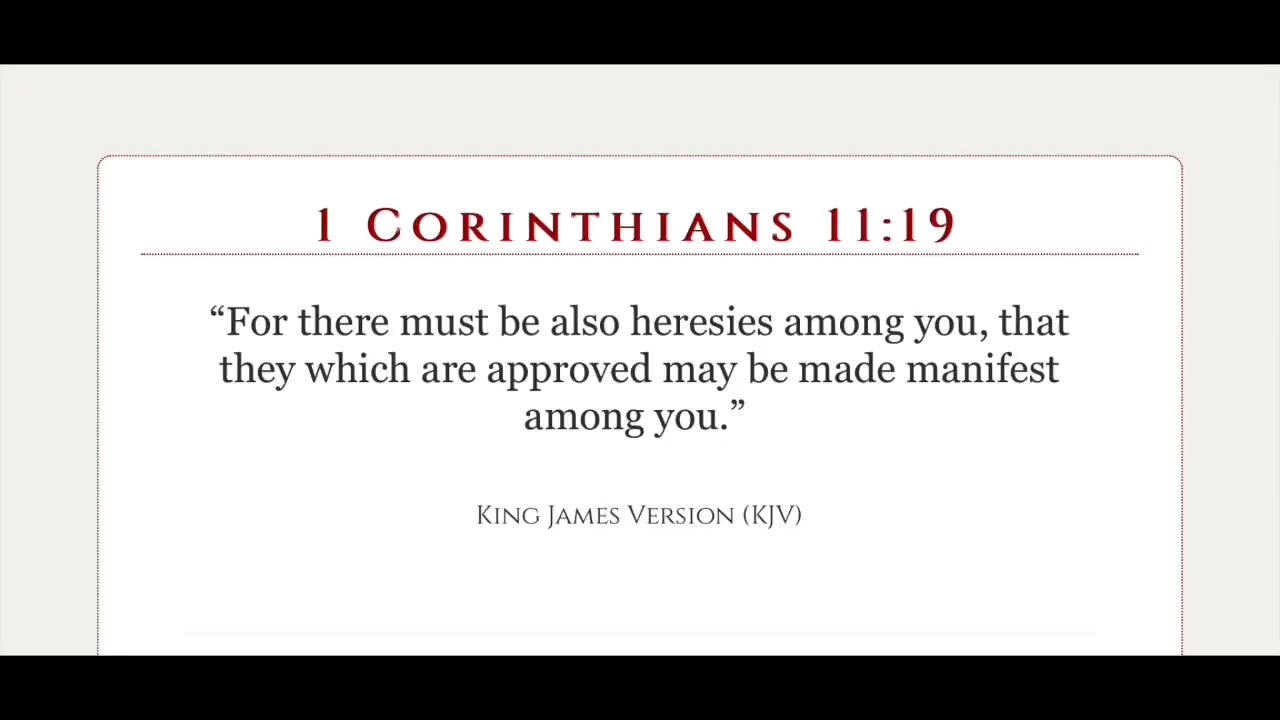 1 Corinthians 11:19
“For there must be also heresies among you, that
they which are approved may be made manifest
among you.”
King James Version (KJV)